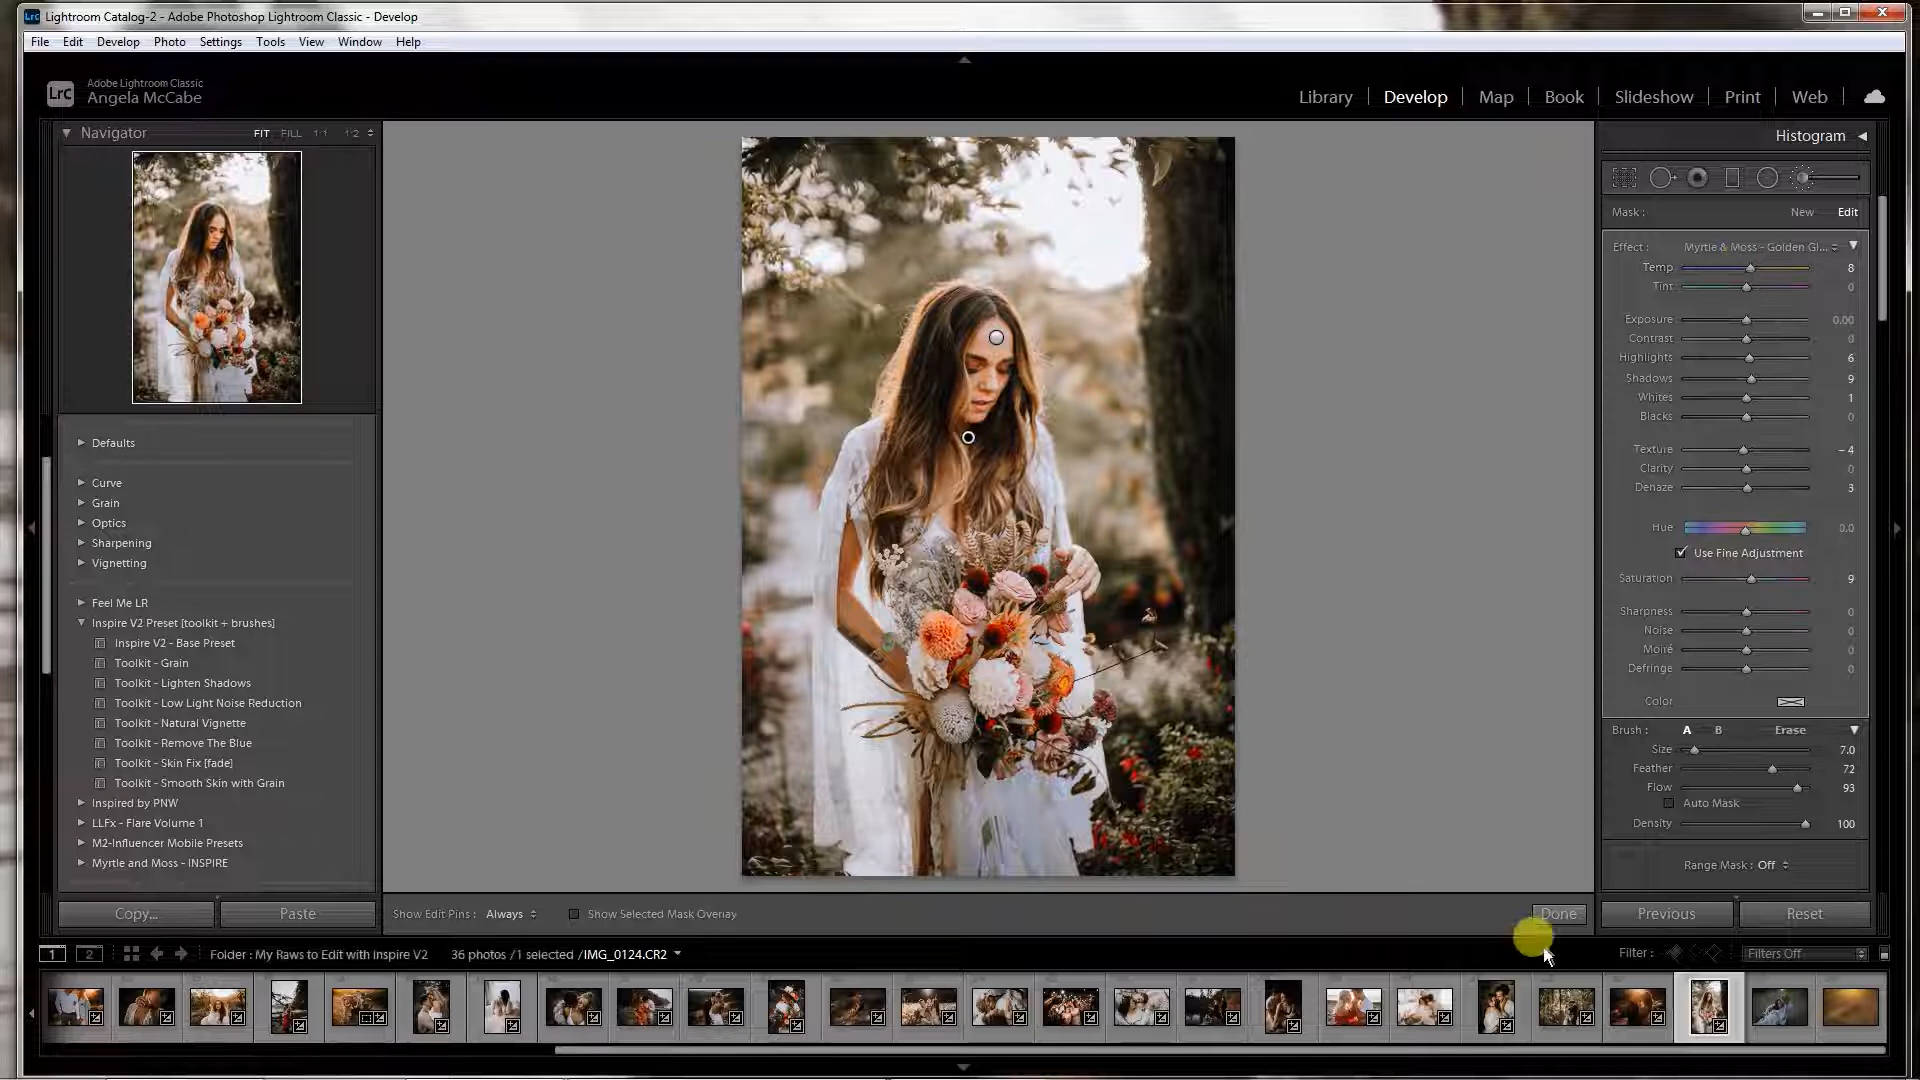 Lrc Lightroom Catalog-2 - Adobe Photoshop Lightroom Classic - Develop
File Edit Develop Photo Settings Tools View Window Help
Lrc
Adobe Lightroom Classic
Angela McCabe
Library Develop Map Book Slideshow Print Web
Navigator FIT FILL 1:1 1:2
Defaults
Curve
Grain
Optics
Sharpening
Vignetting
Feel Me LR
Inspire V2 Preset [toolkit + brushes]
Inspire V2 - Base Preset
Toolkit - Grain
Toolkit - Lighten Shadows
Toolkit - Low Light Noise Reduction
Toolkit - Natural Vignette
Toolkit - Remove The Blue
Toolkit - Skin Fix [fade]
Toolkit - Smooth Skin with Grain
Inspired by PNW
LLFx - Flare Volume 1
M2-Influencer Mobile Presets
Myrtle and Moss - INSPIRE
Copy... Paste
Histogram
Mask : New Edit
Effect : Myrtle & Moss - Golden Gl...
Temp 8
Tint 0
Exposure 0.00
Contrast 0
Highlights 6
Shadows 9
Whites 1
Blacks 0
Texture – 4
Clarity 0
Dehaze 3
Hue 0.0
Use Fine Adjustment
Saturation 9
Sharpness 0
Noise 0
Moiré 0
Defringe 0
Color
Brush : A B Erase
Size 7.0
Feather 72
Flow 93
Auto Mask
Density 100
Range Mask : Off
Show Edit Pins : Always Show Selected Mask Overlay Done
Previous Reset
1 2 Folder : My Raws to Edit with Inspire V2 36 photos /1 selected /IMG_0124.CR2 Filter : Filters Off